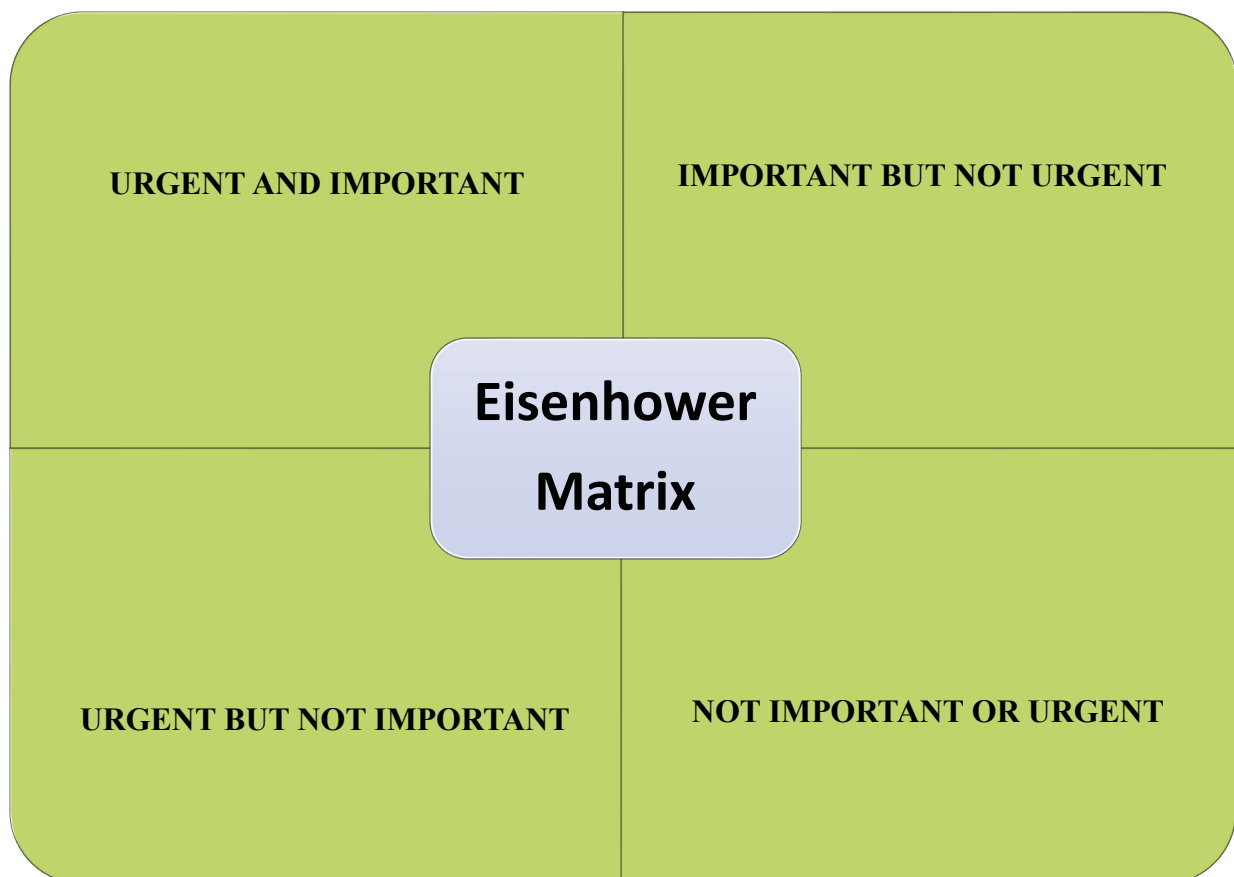 URGENT AND IMPORTANT
IMPORTANT BUT NOT URGENT
Eisenhower
Matrix
URGENT BUT NOT IMPORTANT
NOT IMPORTANT OR URGENT